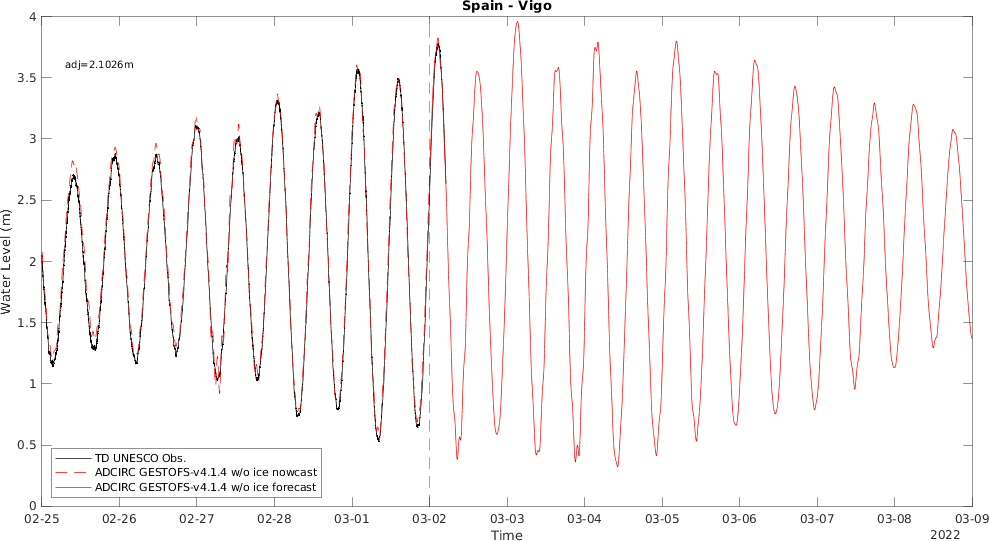 Spain - Vigo
adj=2.1026m
Water Level (m)
4
3.5
3
2.5
2
1.5
1
0.5
0
TD UNESCO Obs.
ADCIRC GESTOFS-v4.1.4 w/o ice nowcast
ADCIRC GESTOFS-v4.1.4 w/o ice forecast
02-25 02-26 02-27 02-28 03-01 03-02 03-03 03-04 03-05 03-06 03-07 03-08 03-09
Time
2022